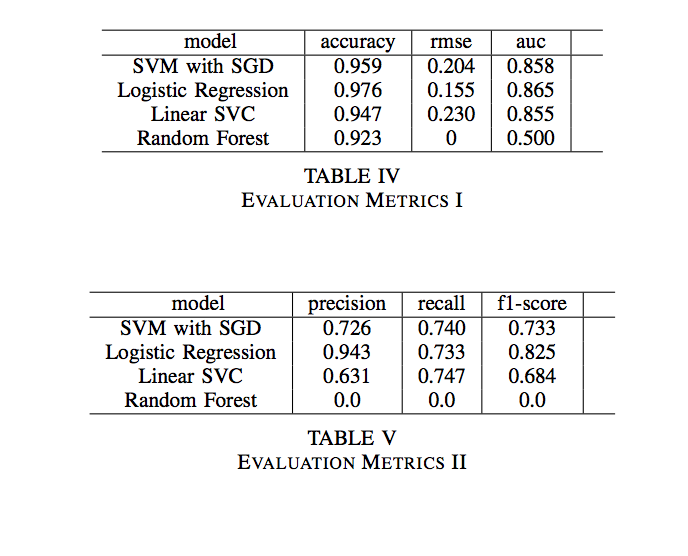 model accuracy rmse auc
SVM with SGD 0.959 0.204 0.858
Logistic Regression 0.976 0.155 0.865
Linear SVC 0.947 0.230 0.855
Random Forest 0.923 0 0.500
TABLE IV
EVALUATION METRICS I
model precision recall f1-score
SVM with SGD 0.726 0.740 0.733
Logistic Regression 0.943 0.733 0.825
Linear SVC 0.631 0.747 0.684
Random Forest 0.0 0.0 0.0
TABLE V
EVALUATION METRICS II